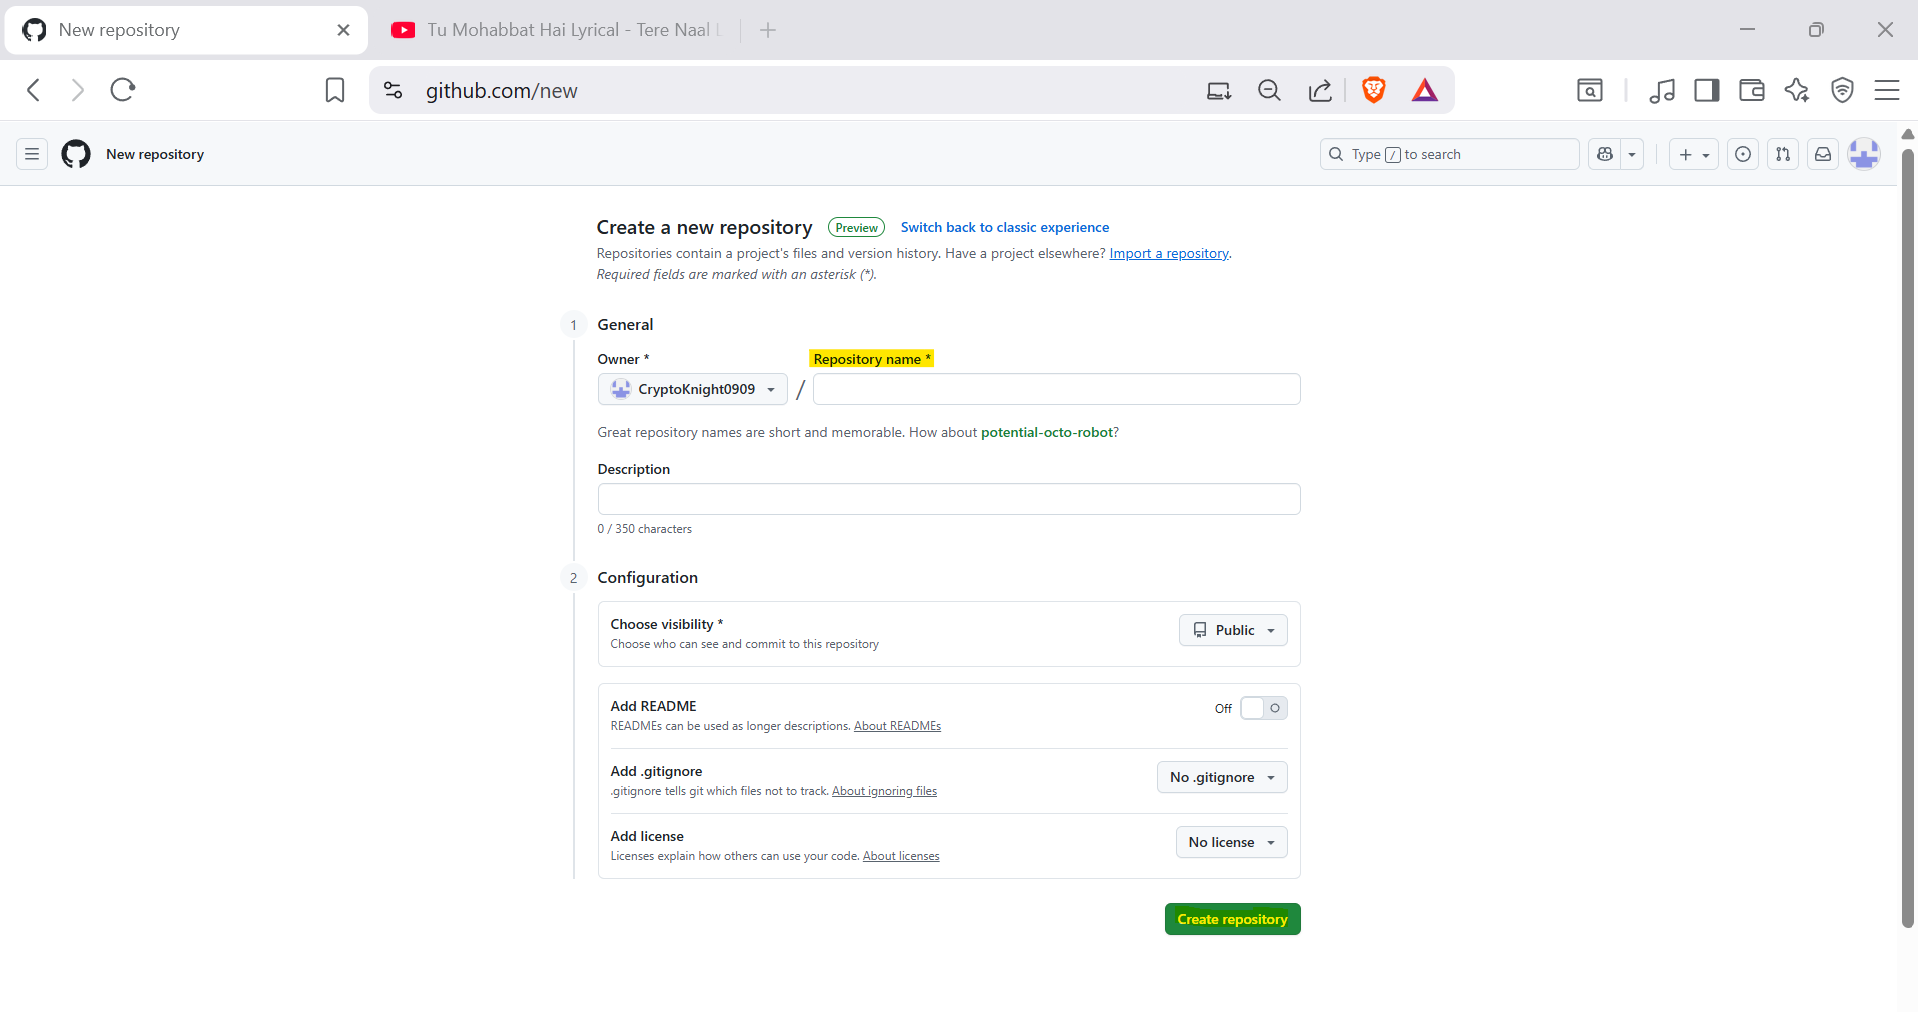 New repository
Tu Mohabbat Hai Lyrical - Tere Naal
github.com/new
New repository
Type / to search
Create a new repository Preview Switch back to classic experience
Repositories contain a project's files and version history. Have a project elsewhere? Import a repository.
Required fields are marked with an asterisk (*).
1 General
Owner * Repository name *
CryptoKnight0909 /
Great repository names are short and memorable. How about potential-octo-robot?
Description
0 / 350 characters
2 Configuration
Choose visibility *
Public
Choose who can see and commit to this repository
Add README
Off
READMEs can be used as longer descriptions. About READMEs
Add .gitignore
No .gitignore
.gitignore tells git which files not to track. About ignoring files
Add license
No license
Licenses explain how others can use your code. About licenses
Create repository